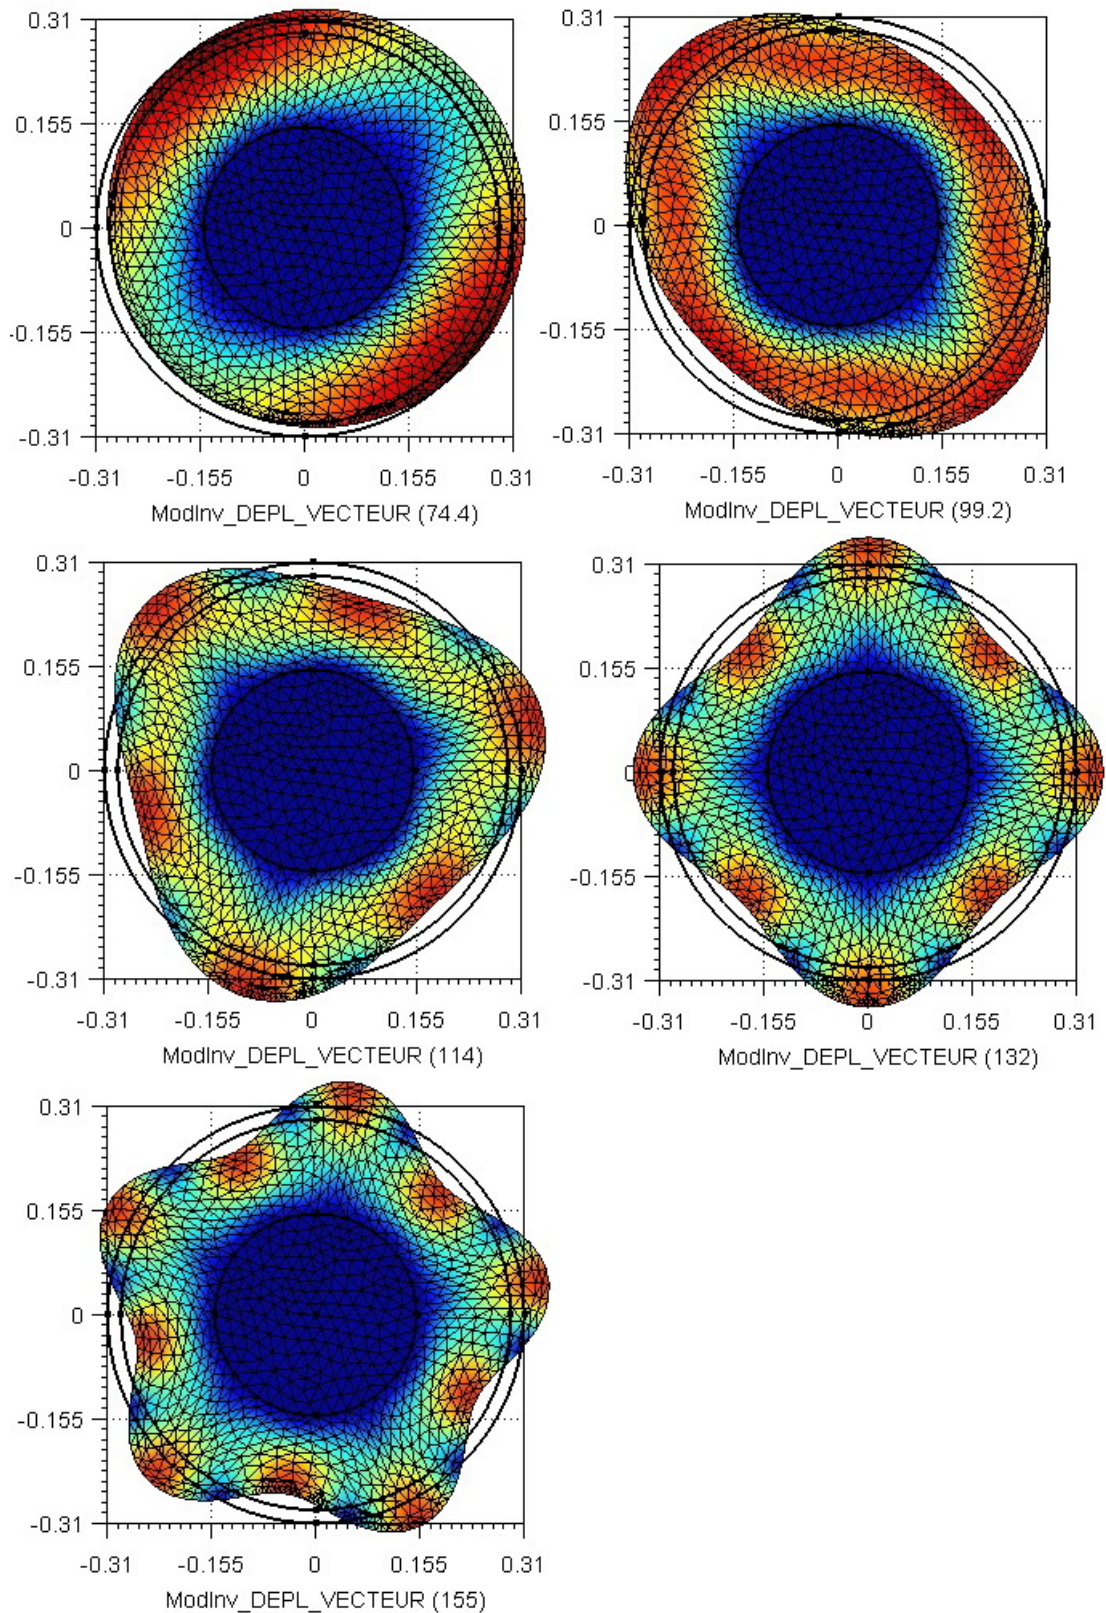 0.31 0.31
0.155 0.155
0 0
-0.155 -0.155
-0.31 -0.31
-0.31 -0.155 0 0.155 0.31 -0.31 -0.155 0 0.155 0.31
ModInv_DEPL_VECTEUR (74.4) ModInv_DEPL_VECTEUR (99.2)
0.31 0.31
0.155 0.155
0 0
-0.155 -0.155
-0.31 -0.31
-0.31 -0.155 0 0.155 0.31 -0.31 -0.155 0 0.155 0.31
ModInv_DEPL_VECTEUR (114) ModInv_DEPL_VECTEUR (132)
0.31
0.155
0
-0.155
-0.31
-0.31 -0.155 0 0.155 0.31
ModInv_DEPL_VECTEUR (155)